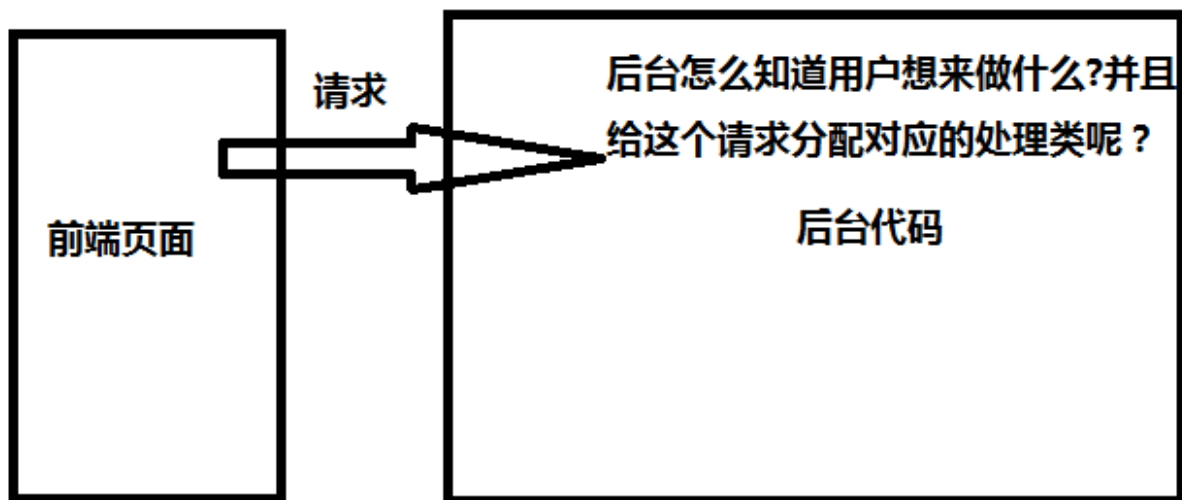 请求
后台怎么知道用户想来做什么?并且
给这个请求分配对应的处理类呢？
前端页面
后台代码